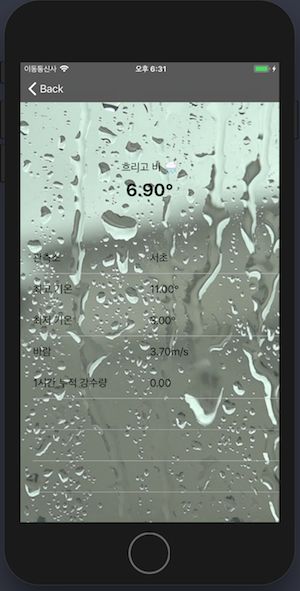 이동통신사 오후 6:31
Back
흐리고 비 🌧
6.90°
관측소 서초
최고 기온 11.00°
최저 기온 3.00°
바람 3.70m/s
1시간 누적 강수량 0.00